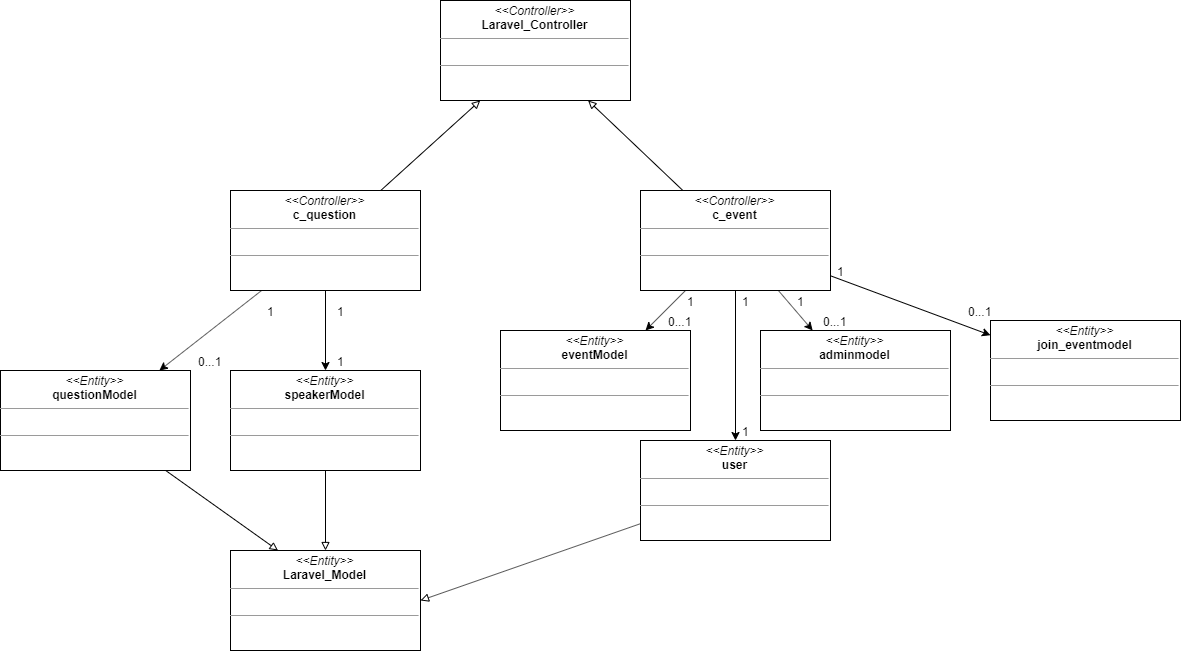 <<Controller>>
Laravel_Controller
<<Controller>>
c_question
<<Controller>>
c_event
1
1
1
1
1
1
0...1
0...1
0...1
0...1
1
<<Entity>>
eventModel
<<Entity>>
adminmodel
<<Entity>>
join_eventmodel
<<Entity>>
questionModel
<<Entity>>
speakerModel
1
<<Entity>>
user
<<Entity>>
Laravel_Model